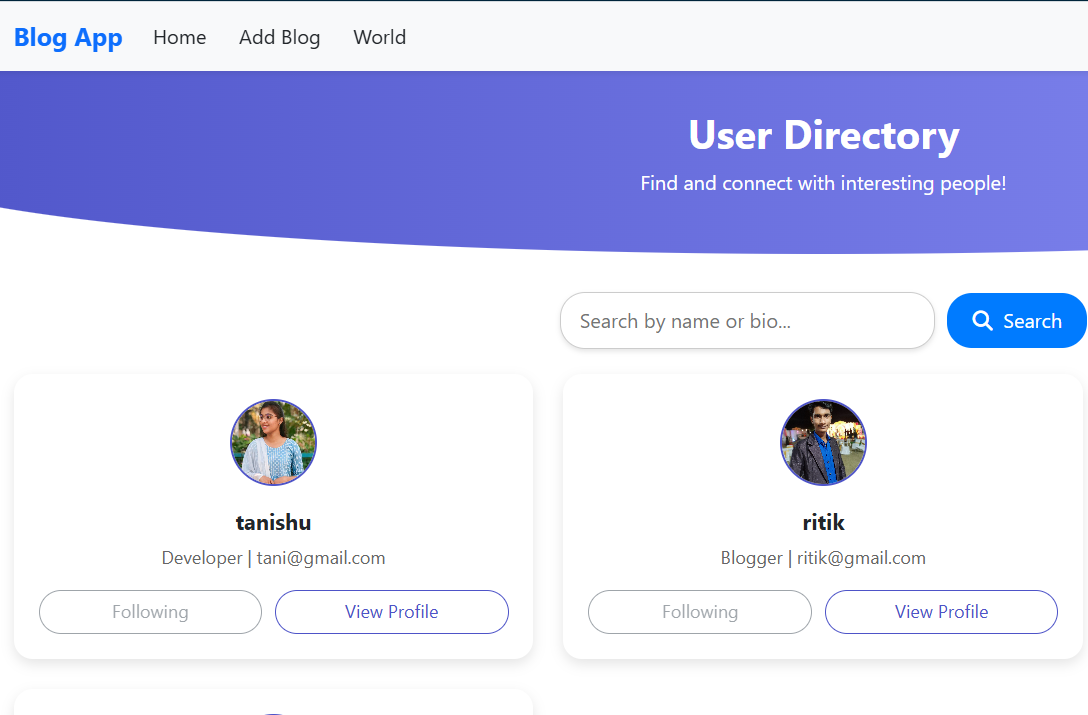 Blog App Home Add Blog World
User Directory
Find and connect with interesting people!
Search by name or bio... Search
tanishu
Developer | tani@gmail.com
Following View Profile
ritik
Blogger | ritik@gmail.com
Following View Profile